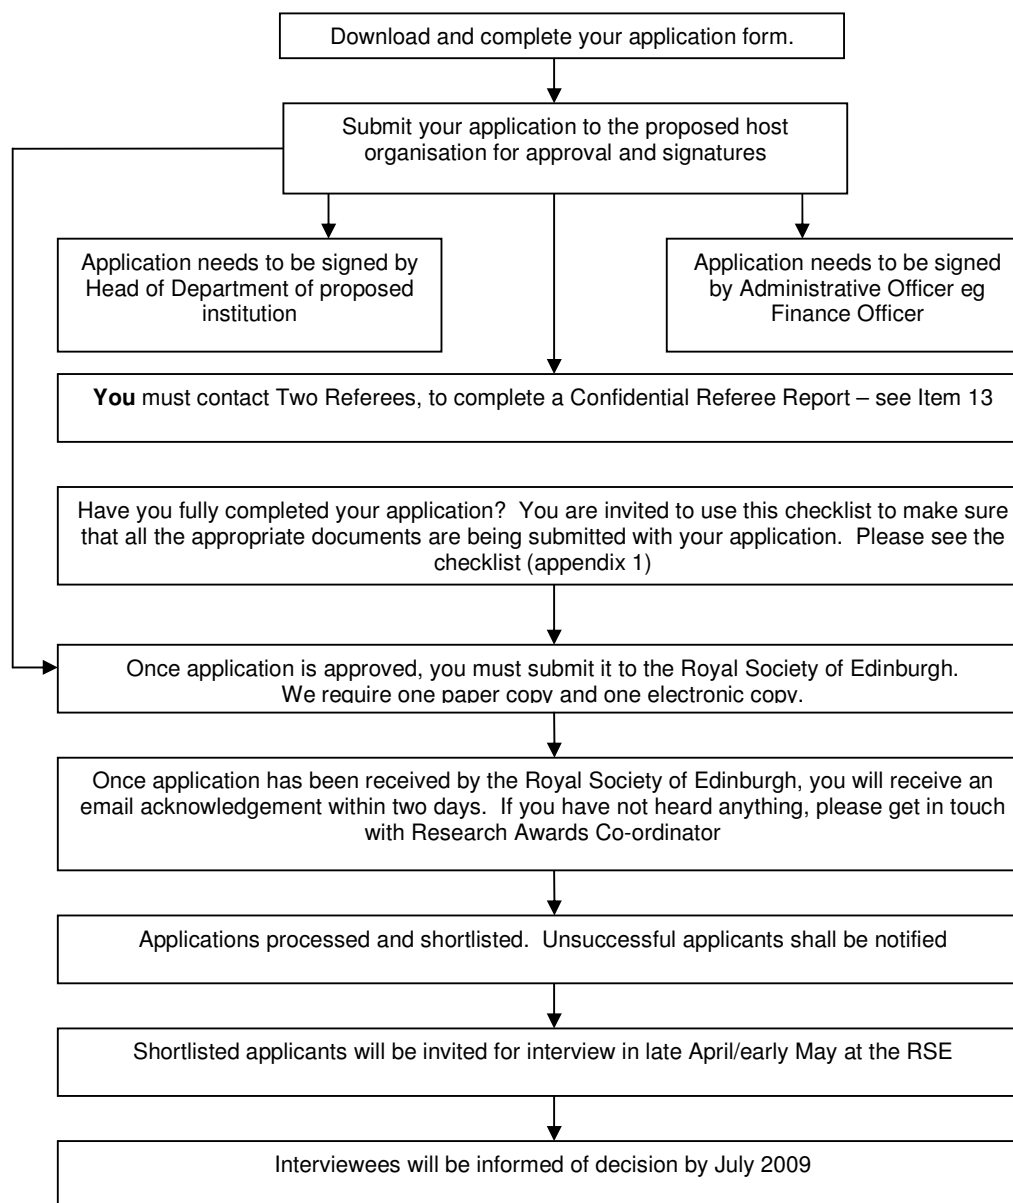 Download and complete your application form.
Submit your application to the proposed host
organisation for approval and signatures
Application needs to be signed by
Head of Department of proposed
institution
Application needs to be signed
by Administrative Officer eg
Finance Officer
You must contact Two Referees, to complete a Confidential Referee Report – see Item 13
Have you fully completed your application?  You are invited to use this checklist to make sure
that all the appropriate documents are being submitted with your application.  Please see the
checklist (appendix 1)
Once application is approved, you must submit it to the Royal Society of Edinburgh.
We require one paper copy and one electronic copy.
Once application has been received by the Royal Society of Edinburgh, you will receive an
email acknowledgement within two days.  If you have not heard anything, please get in touch
with Research Awards Co-ordinator
Applications processed and shortlisted.  Unsuccessful applicants shall be notified
Shortlisted applicants will be invited for interview in late April/early May at the RSE
Interviewees will be informed of decision by July 2009